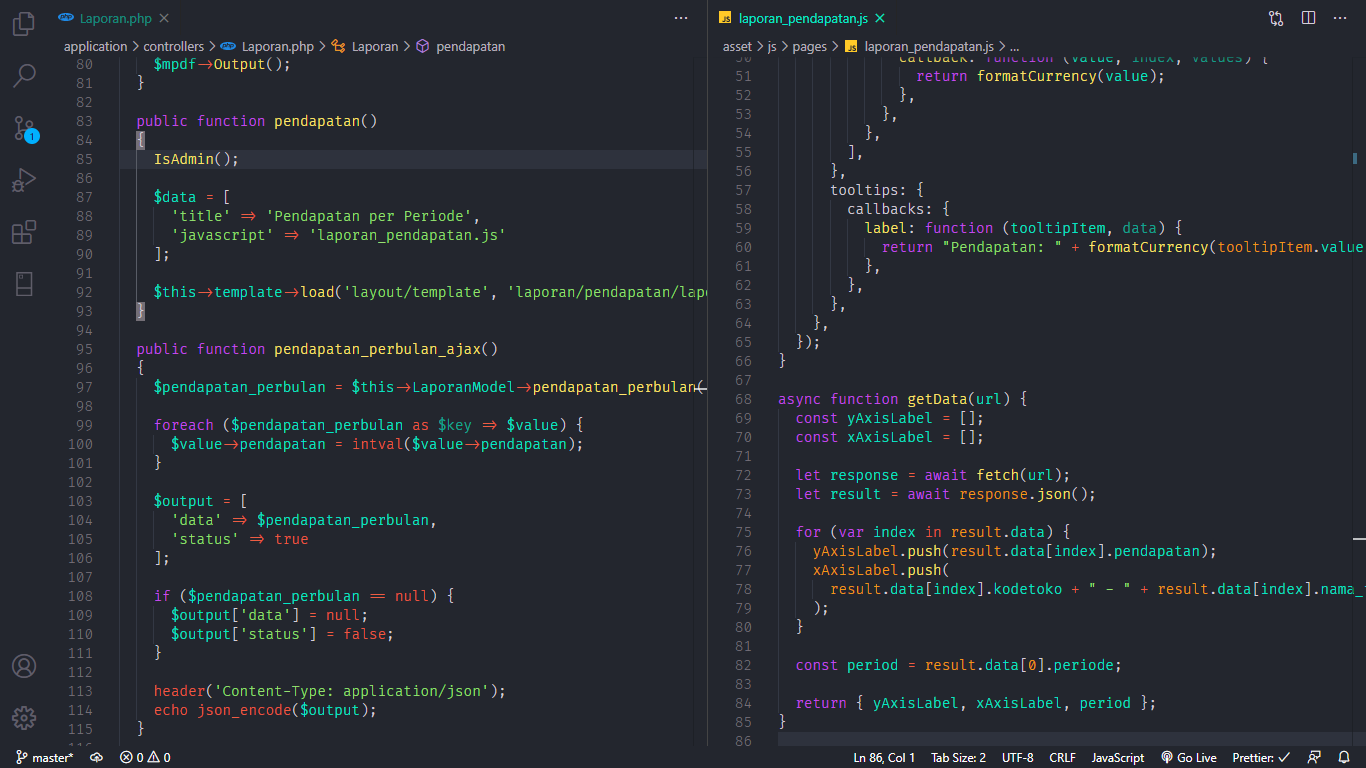 Laporan.php
application > controllers > Laporan.php > Laporan > pendapatan
80 $mpdf->Output();
81 }
82
83 public function pendapatan()
84 {
85 IsAdmin();
86
87 $data = [
88 'title' => 'Pendapatan per Periode',
89 'javascript' => 'laporan_pendapatan.js'
90 ];
91
92 $this->template->load('layout/template', 'laporan/pendapatan/lap
93 }
94
95 public function pendapatan_perbulan_ajax()
96 {
97 $pendapatan_perbulan = $this->LaporanModel->pendapatan_perbulan(
98
99 foreach ($pendapatan_perbulan as $key => $value) {
100 $value->pendapatan = intval($value->pendapatan);
101 }
102
103 $output = [
104 'data' => $pendapatan_perbulan,
105 'status' => true
106 ];
107
108 if ($pendapatan_perbulan == null) {
109 $output['data'] = null;
110 $output['status'] = false;
111 }
112
113 header('Content-Type: application/json');
114 echo json_encode($output);
115 }
116
JS laporan_pendapatan.js
asset > js > pages > JS laporan_pendapatan.js > ...
50 callback: function (value, index, values) {
51 return formatCurrency(value);
52 },
53 },
54 },
55 ],
56 },
57 tooltips: {
58 callbacks: {
59 label: function (tooltipItem, data) {
60 return "Pendapatan: " + formatCurrency(tooltipItem.value
61 },
62 },
63 },
64 },
65 });
66 }
67
68 async function getData(url) {
69 const yAxisLabel = [];
70 const xAxisLabel = [];
71
72 let response = await fetch(url);
73 let result = await response.json();
74
75 for (var index in result.data) {
76 yAxisLabel.push(result.data[index].pendapatan);
77 xAxisLabel.push(
78 result.data[index].kodetoko + " - " + result.data[index].nama_
79 );
80 }
81
82 const period = result.data[0].periode;
83
84 return { yAxisLabel, xAxisLabel, period };
85 }
86
1
master* 0 0 Ln 86, Col 1 Tab Size: 2 UTF-8 CRLF JavaScript Go Live Prettier: ✓